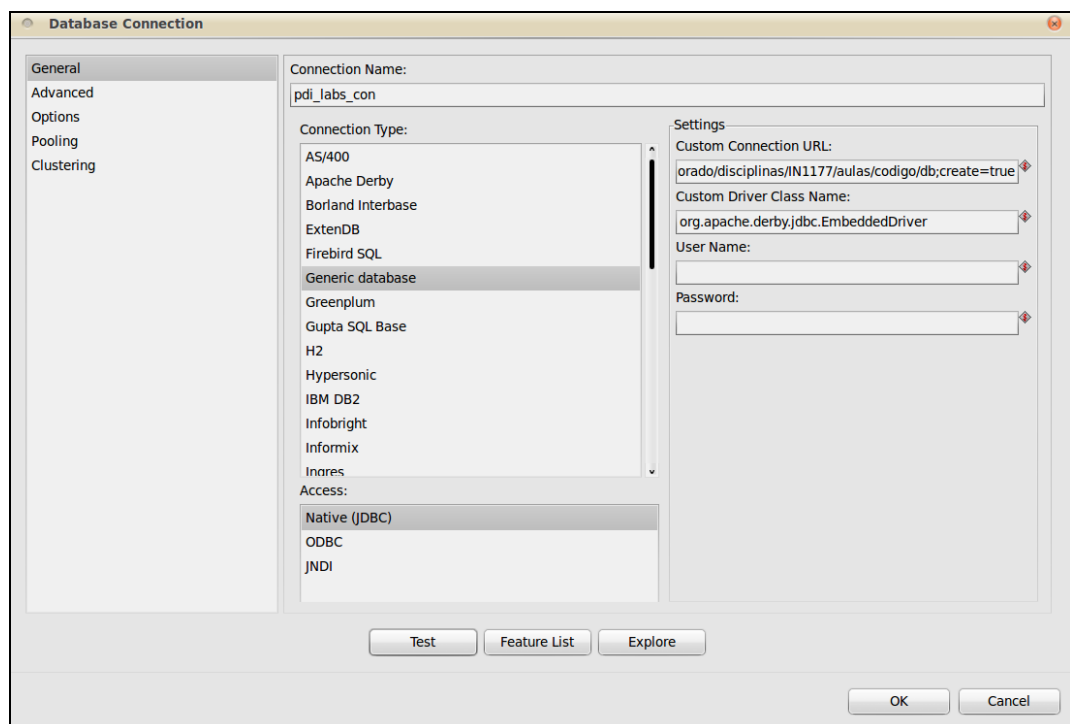 Database Connection
General
Advanced
Options
Pooling
Clustering
Connection Name:
pdi_labs_con
Connection Type:
AS/400
Apache Derby
Borland Interbase
ExtenDB
Firebird SQL
Generic database
Greenplum
Gupta SQL Base
H2
Hypersonic
IBM DB2
Infobright
Informix
Ingres
Access:
Native (JDBC)
ODBC
JNDI
Settings
Custom Connection URL:
orado/disciplinas/IN1177/aulas/codigo/db;create=true
Custom Driver Class Name:
org.apache.derby.jdbc.EmbeddedDriver
User Name:
Password:
Test
Feature List
Explore
OK
Cancel